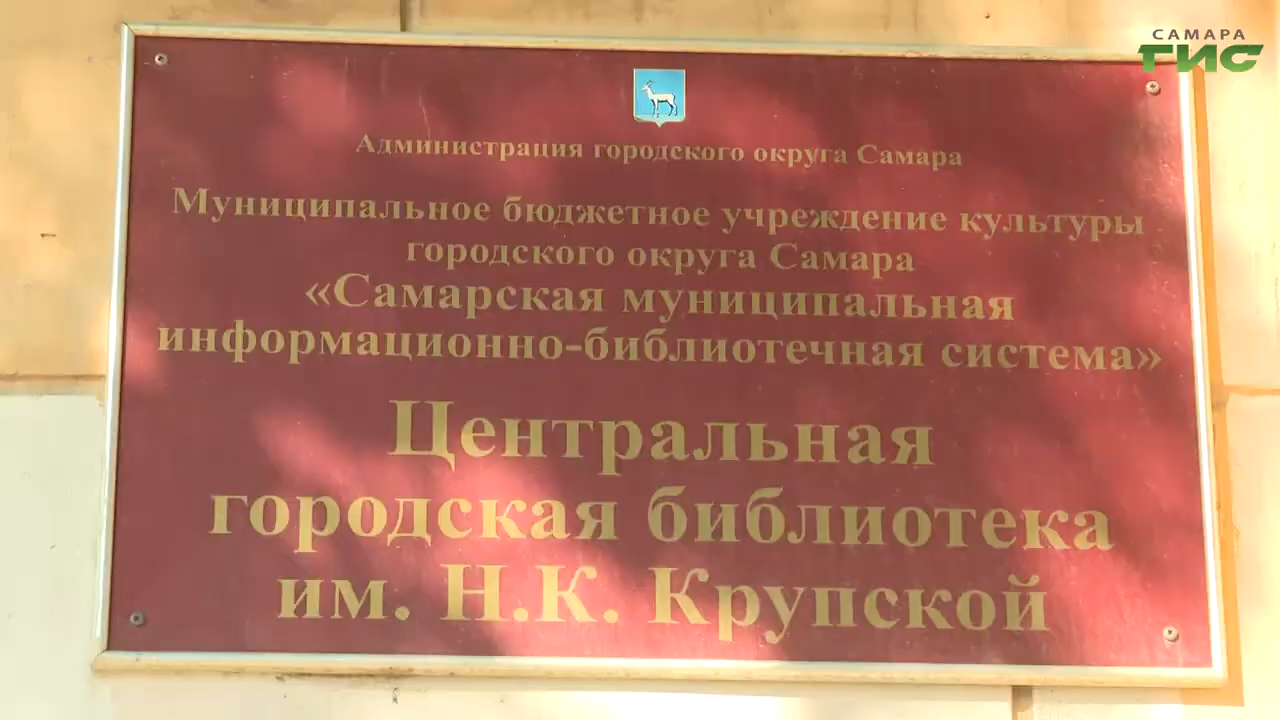 САМАРА
ГИС
Администрация городского округа Самара
Муниципальное бюджетное учреждение культуры
городского округа Самара
«Самарская муниципальная
информационно-библиотечная система»
Центральная
городская библиотека
им. Н.К. Крупской